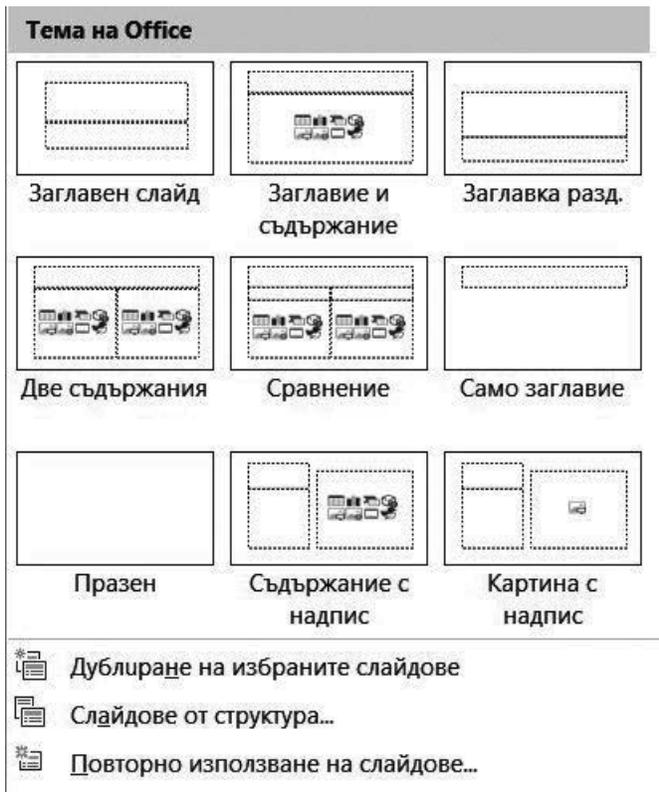 Тема на Office
Заглавен слайд
Заглавие и
съдържание
Заглавка разд.
Две съдържания
Сравнение
Само заглавие
Празен
Съдържание с
надпис
Картина с
надпис
Дублиране на избраните слайдове
Слайдове от структура...
Повторно използване на слайдове...